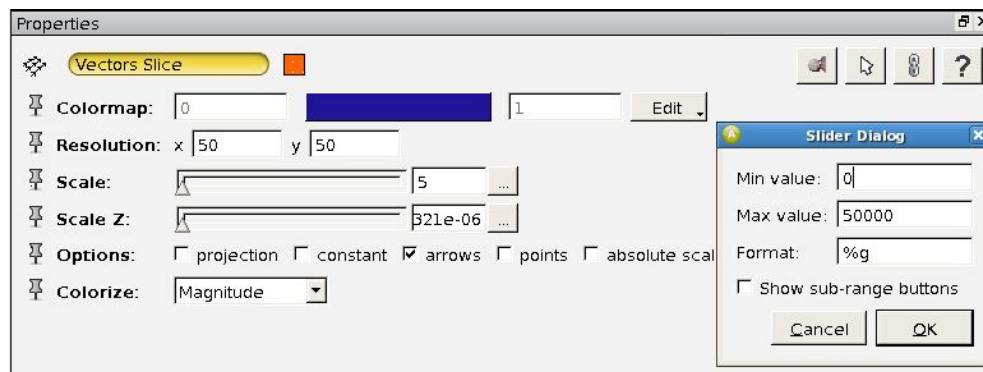 Properties
Vectors Slice
?
Colormap: 0 1 Edit
Resolution: x 50 y 50
Scale: 5 ...
Scale Z: 321e-06 ...
Options: projection constant arrows points absolute scal
Colorize: Magnitude
Slider Dialog
Min value: 0
Max value: 50000
Format: %g
Show sub-range buttons
Cancel OK